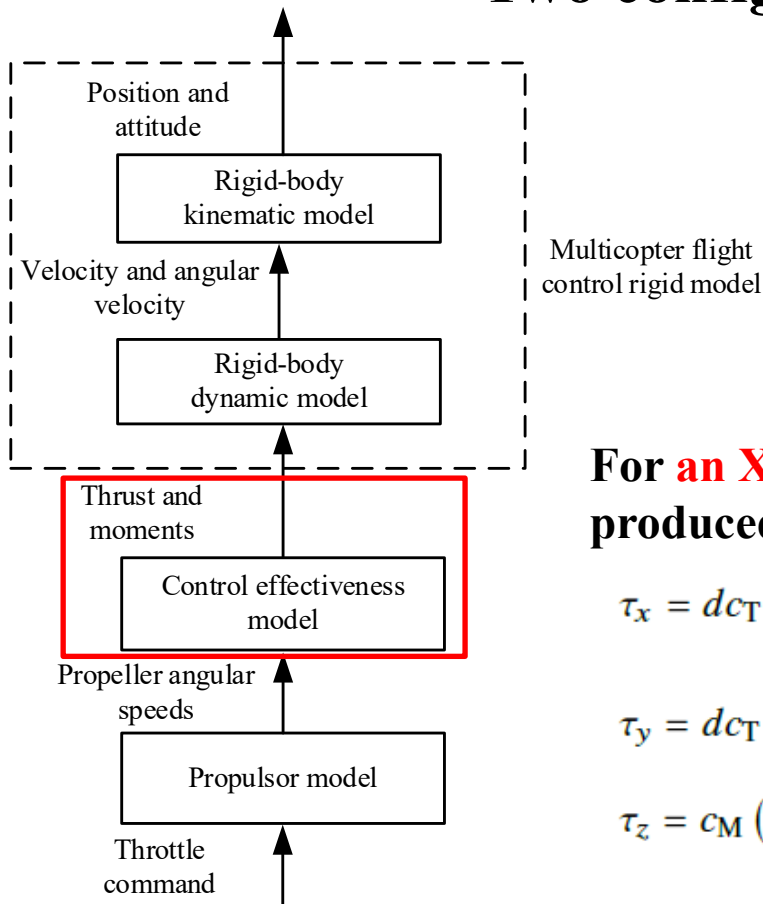 Position and
attitude
Rigid-body
kinematic model
Velocity and angular
velocity
Multicopter flight
control rigid model
Rigid-body
dynamic model
For an X
produced
Thrust and
moments
Control effectiveness
model
τx = dcT
Propeller angular
speeds
τy = dcT
Propulsor model
τz = cM (
Throttle
command